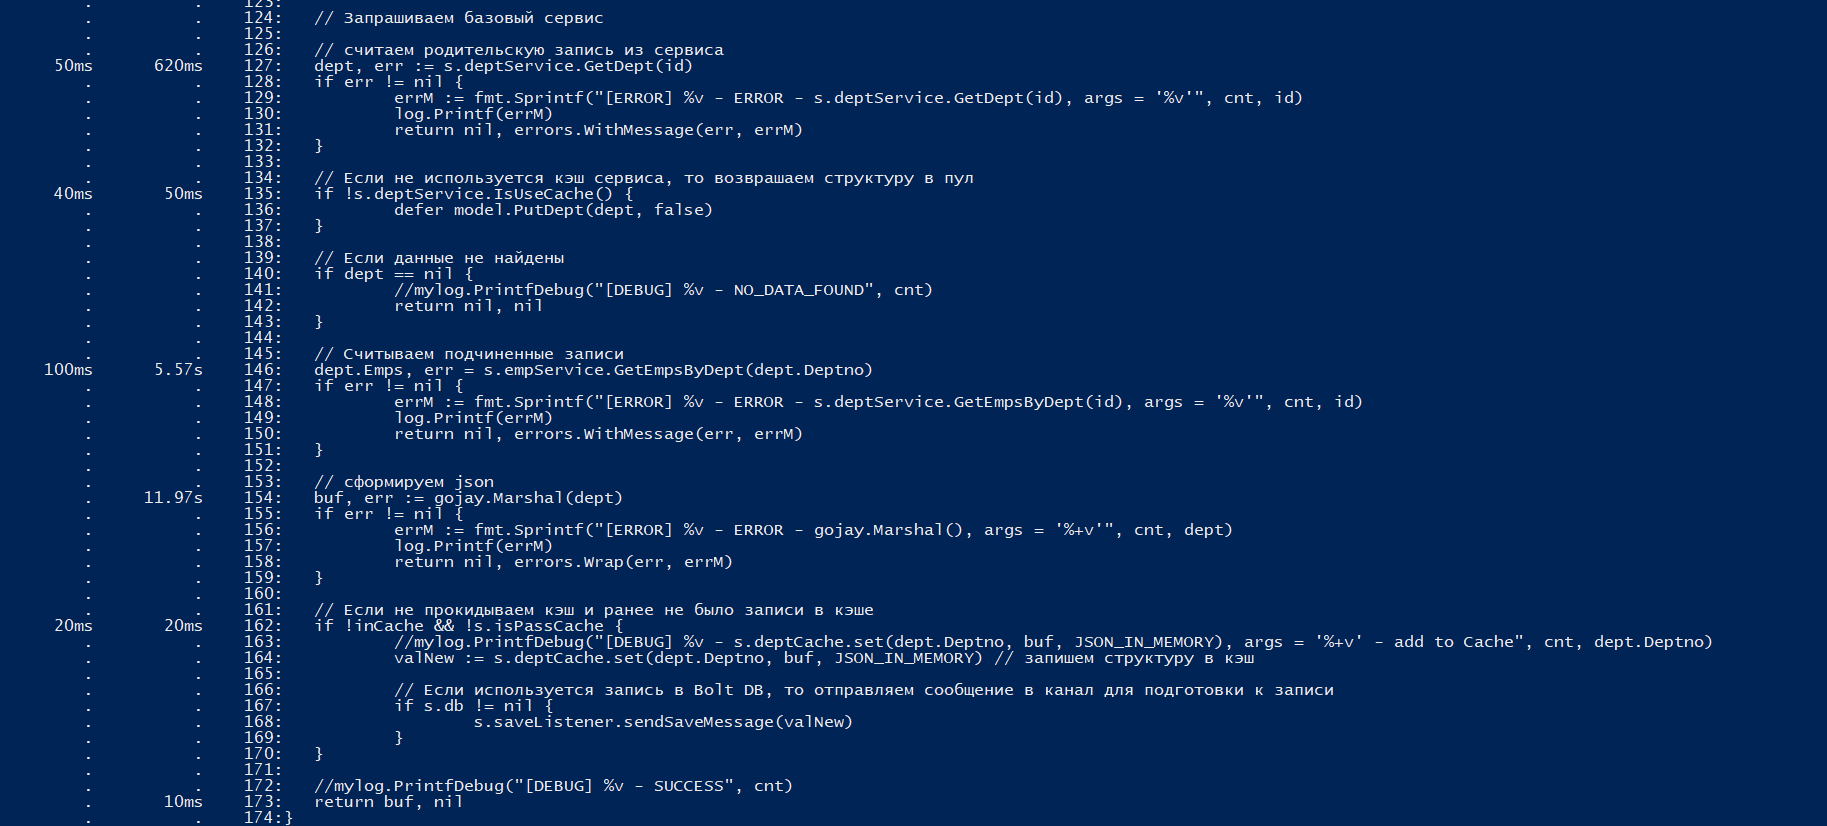 . . 123:
. . 124: // Запрашиваем базовый сервис
. . 125:
. . 126: // считаем родительскую запись из сервиса
50ms 620ms 127: dept, err := s.deptService.GetDept(id)
. . 128: if err != nil {
. . 129: errM := fmt.Sprintf("[ERROR] %v - ERROR - s.deptService.GetDept(id), args = '%v'", cnt, id)
. . 130: log.Printf(errM)
. . 131: return nil, errors.WithMessage(err, errM)
. . 132: }
. . 133:
. . 134: // Если не используется кэш сервиса, то возврашаем структуру в пул
40ms 50ms 135: if !s.deptService.IsUseCache() {
. . 136: defer model.PutDept(dept, false)
. . 137: }
. . 138:
. . 139: // Если данные не найдены
. . 140: if dept == nil {
. . 141: //mylog.PrintfDebug("[DEBUG] %v - NO_DATA_FOUND", cnt)
. . 142: return nil, nil
. . 143: }
. . 144:
. . 145: // Считываем подчиненные записи
100ms 5.57s 146: dept.Emps, err = s.empService.GetEmpsByDept(dept.Deptno)
. . 147: if err != nil {
. . 148: errM := fmt.Sprintf("[ERROR] %v - ERROR - s.deptService.GetEmpsByDept(id), args = '%v'", cnt, id)
. . 149: log.Printf(errM)
. . 150: return nil, errors.WithMessage(err, errM)
. . 151: }
. . 152:
. . 153: // сформируем json
. 11.97s 154: buf, err := gojay.Marshal(dept)
. . 155: if err != nil {
. . 156: errM := fmt.Sprintf("[ERROR] %v - ERROR - gojay.Marshal(), args = '%+v'", cnt, dept)
. . 157: log.Printf(errM)
. . 158: return nil, errors.Wrap(err, errM)
. . 159: }
. . 160:
. . 161: // Если не прокидываем кэш и ранее не было записи в кэше
20ms 20ms 162: if !inCache && !s.isPassCache {
. . 163: //mylog.PrintfDebug("[DEBUG] %v - s.deptCache.set(dept.Deptno, buf, JSON_IN_MEMORY), args = '%+v' - add to Cache", cnt, dept.Deptno)
. . 164: valNew := s.deptCache.set(dept.Deptno, buf, JSON_IN_MEMORY) // запишем структуру в кэш
. . 165:
. . 166: // Если используется запись в Bolt DB, то отправляем сообщение в канал для подготовки к записи
. . 167: if s.db != nil {
. . 168: s.saveListener.sendSaveMessage(valNew)
. . 169: }
. . 170: }
. . 171:
. . 172: //mylog.PrintfDebug("[DEBUG] %v - SUCCESS", cnt)
. 10ms 173: return buf, nil
. . 174:}